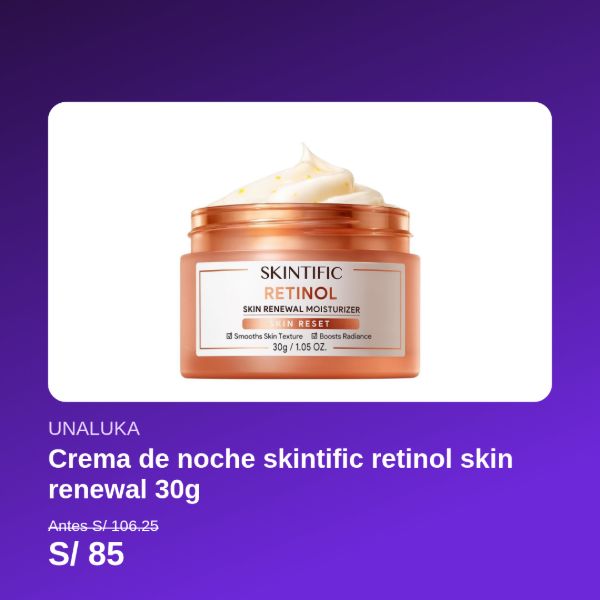 SKINTIFIC
RETINOL
SKIN RENEWAL MOISTURIZER
SKIN RESET
☑ Smooths Skin Texture ☑ Boosts Radiance
30g / 1.05 OZ.
UNALUKA
Crema de noche skintific retinol skin
renewal 30g
Antes S/ 106.25
S/ 85